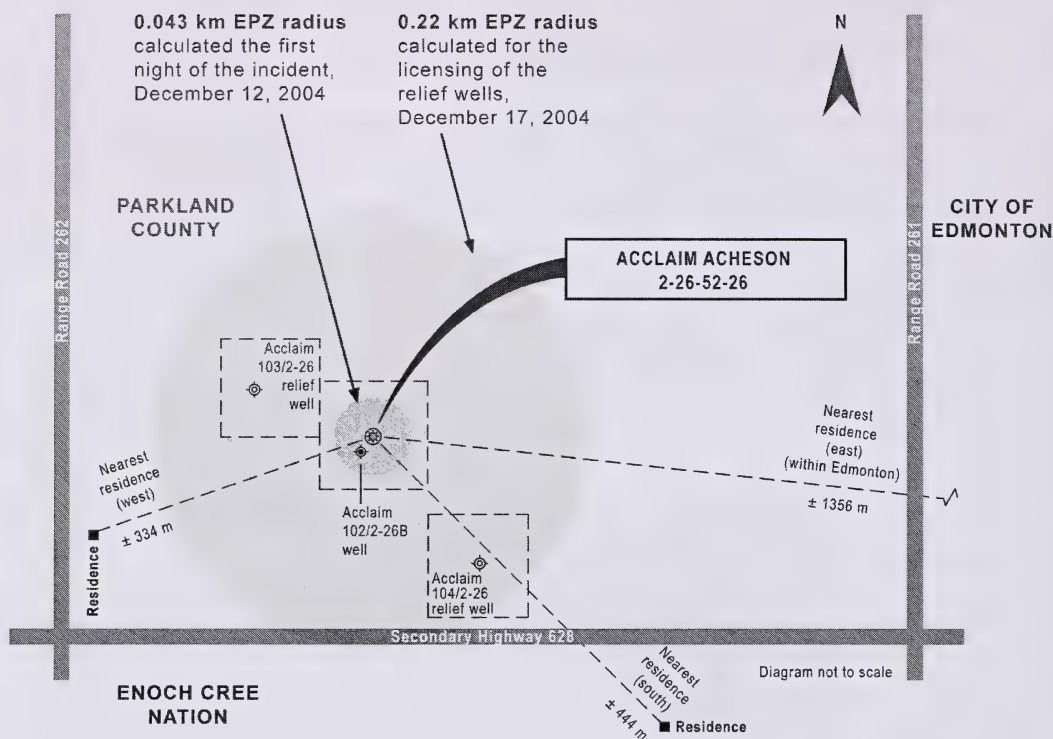 0.043 km EPZ radius
calculated the first
night of the incident,
December 12, 2004
0.22 km EPZ radius
calculated for the
licensing of the
relief wells,
December 17, 2004
N
PARKLAND
COUNTY
Range Road 262
Range Road 261
CITY OF
EDMONTON
ACCLAIM ACHESON
2-26-52-26
Acclaim
103/2-26
relief
well
Nearest
residence
(west)
± 334 m
Residence
Acclaim
102/2-26B
well
Nearest
residence
(east)
(within Edmonton)
± 1356 m
Acclaim
104/2-26
relief well
Secondary Highway 628
Nearest
residence
(south)
± 444 m
Residence
Diagram not to scale
ENOCH CREE
NATION